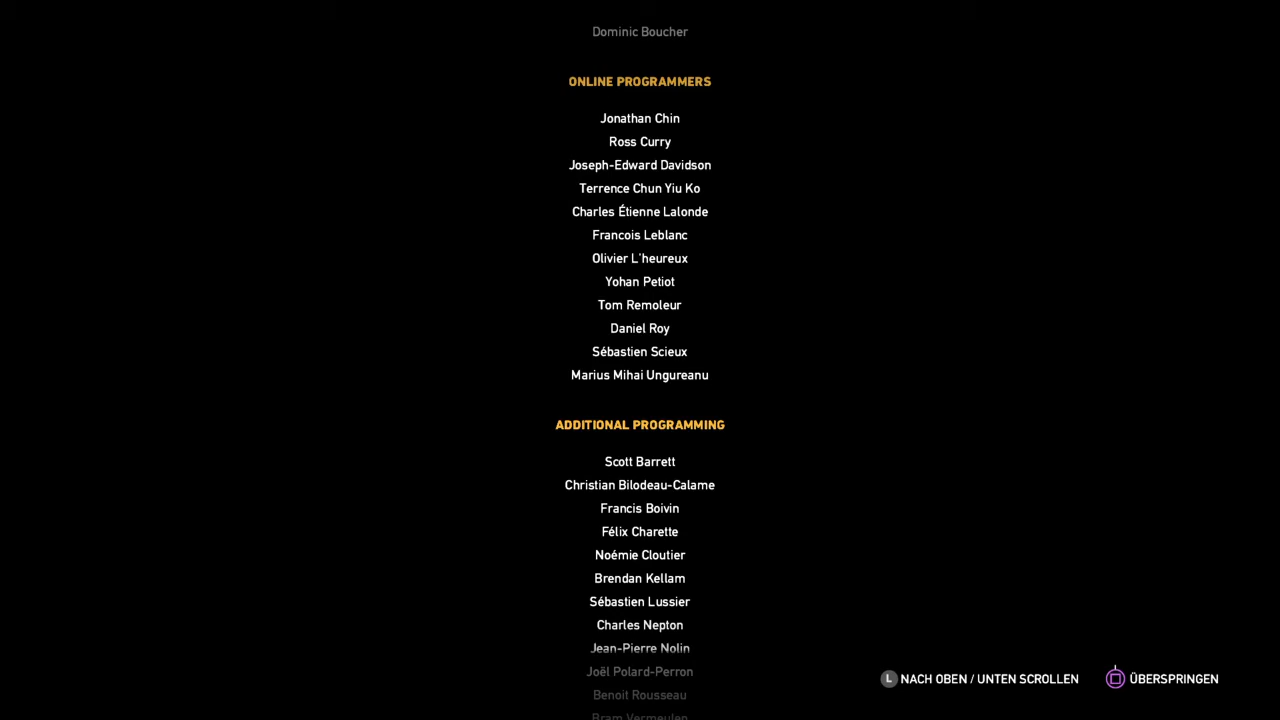 Dominic Boucher
ONLINE PROGRAMMERS
Jonathan Chin
Ross Curry
Joseph-Edward Davidson
Terrence Chun Yiu Ko
Charles Étienne Lalonde
Francois Leblanc
Olivier L'heureux
Yohan Petiot
Tom Remoleur
Daniel Roy
Sébastien Scieux
Marius Mihai Ungureanu
ADDITIONAL PROGRAMMING
Scott Barrett
Christian Bilodeau-Calame
Francis Boivin
Félix Charette
Noémie Cloutier
Brendan Kellam
Sébastien Lussier
Charles Nepton
Jean-Pierre Nolin
Joël Polard-Perron
Benoit Rousseau
Bram Vermeulen
L NACH OBEN / UNTEN SCROLLEN
ÜBERSPRINGEN